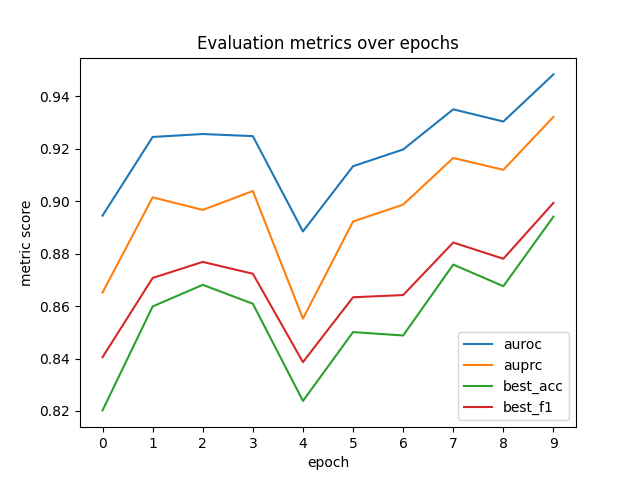 Evaluation metrics over epochs
metric score
0.94
0.92
0.90
0.88
0.86
0.84
0.82
0 1 2 3 4 5 6 7 8 9
epoch
auroc
auprc
best_acc
best_f1